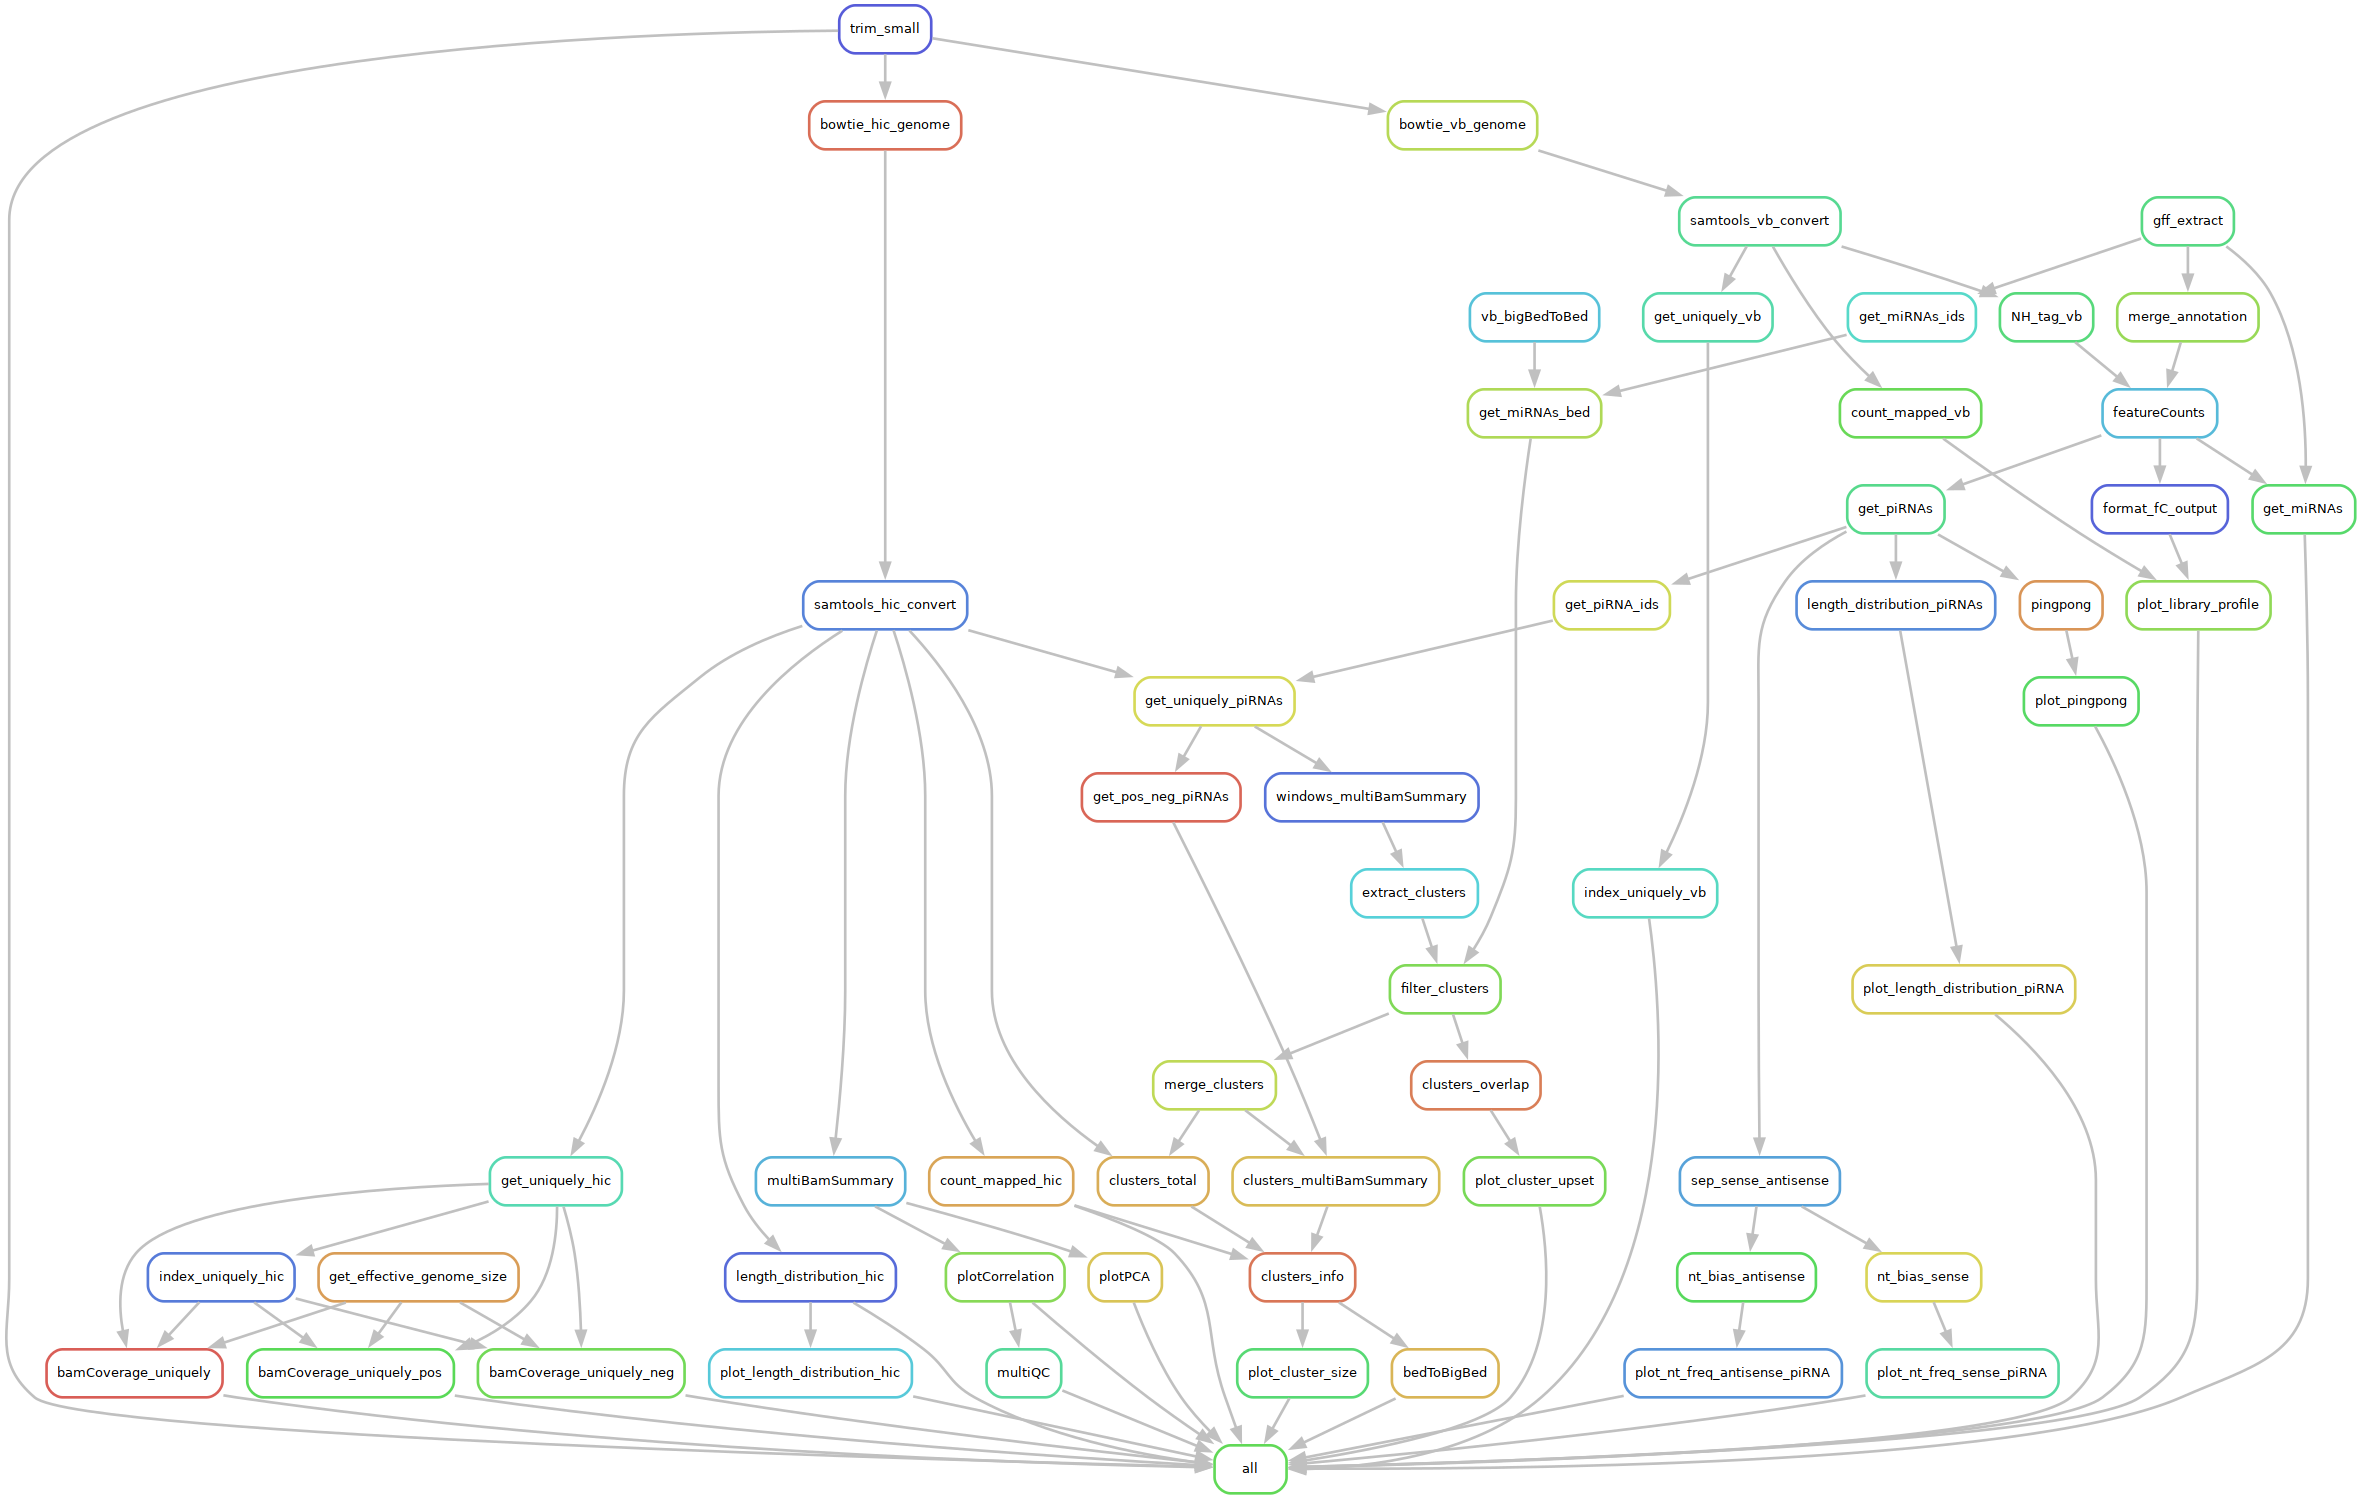 trim_small
bowtie_hic_genome
bowtie_vb_genome
samtools_vb_convert
gff_extract
vb_bigBedToBed
get_uniquely_vb
get_miRNAs_ids
NH_tag_vb
merge_annotation
get_miRNAs_bed
count_mapped_vb
featureCounts
get_piRNAs
format_fC_output
get_miRNAs
samtools_hic_convert
get_piRNA_ids
length_distribution_piRNAs
pingpong
plot_library_profile
get_uniquely_piRNAs
plot_pingpong
get_pos_neg_piRNAs
windows_multiBamSummary
extract_clusters
index_uniquely_vb
filter_clusters
plot_length_distribution_piRNA
merge_clusters
clusters_overlap
get_uniquely_hic
multiBamSummary
count_mapped_hic
clusters_total
clusters_multiBamSummary
plot_cluster_upset
sep_sense_antisense
index_uniquely_hic
get_effective_genome_size
length_distribution_hic
plotCorrelation
plotPCA
clusters_info
nt_bias_antisense
nt_bias_sense
bamCoverage_uniquely
bamCoverage_uniquely_pos
bamCoverage_uniquely_neg
plot_length_distribution_hic
multiQC
plot_cluster_size
bedToBigBed
plot_nt_freq_antisense_piRNA
plot_nt_freq_sense_piRNA
all